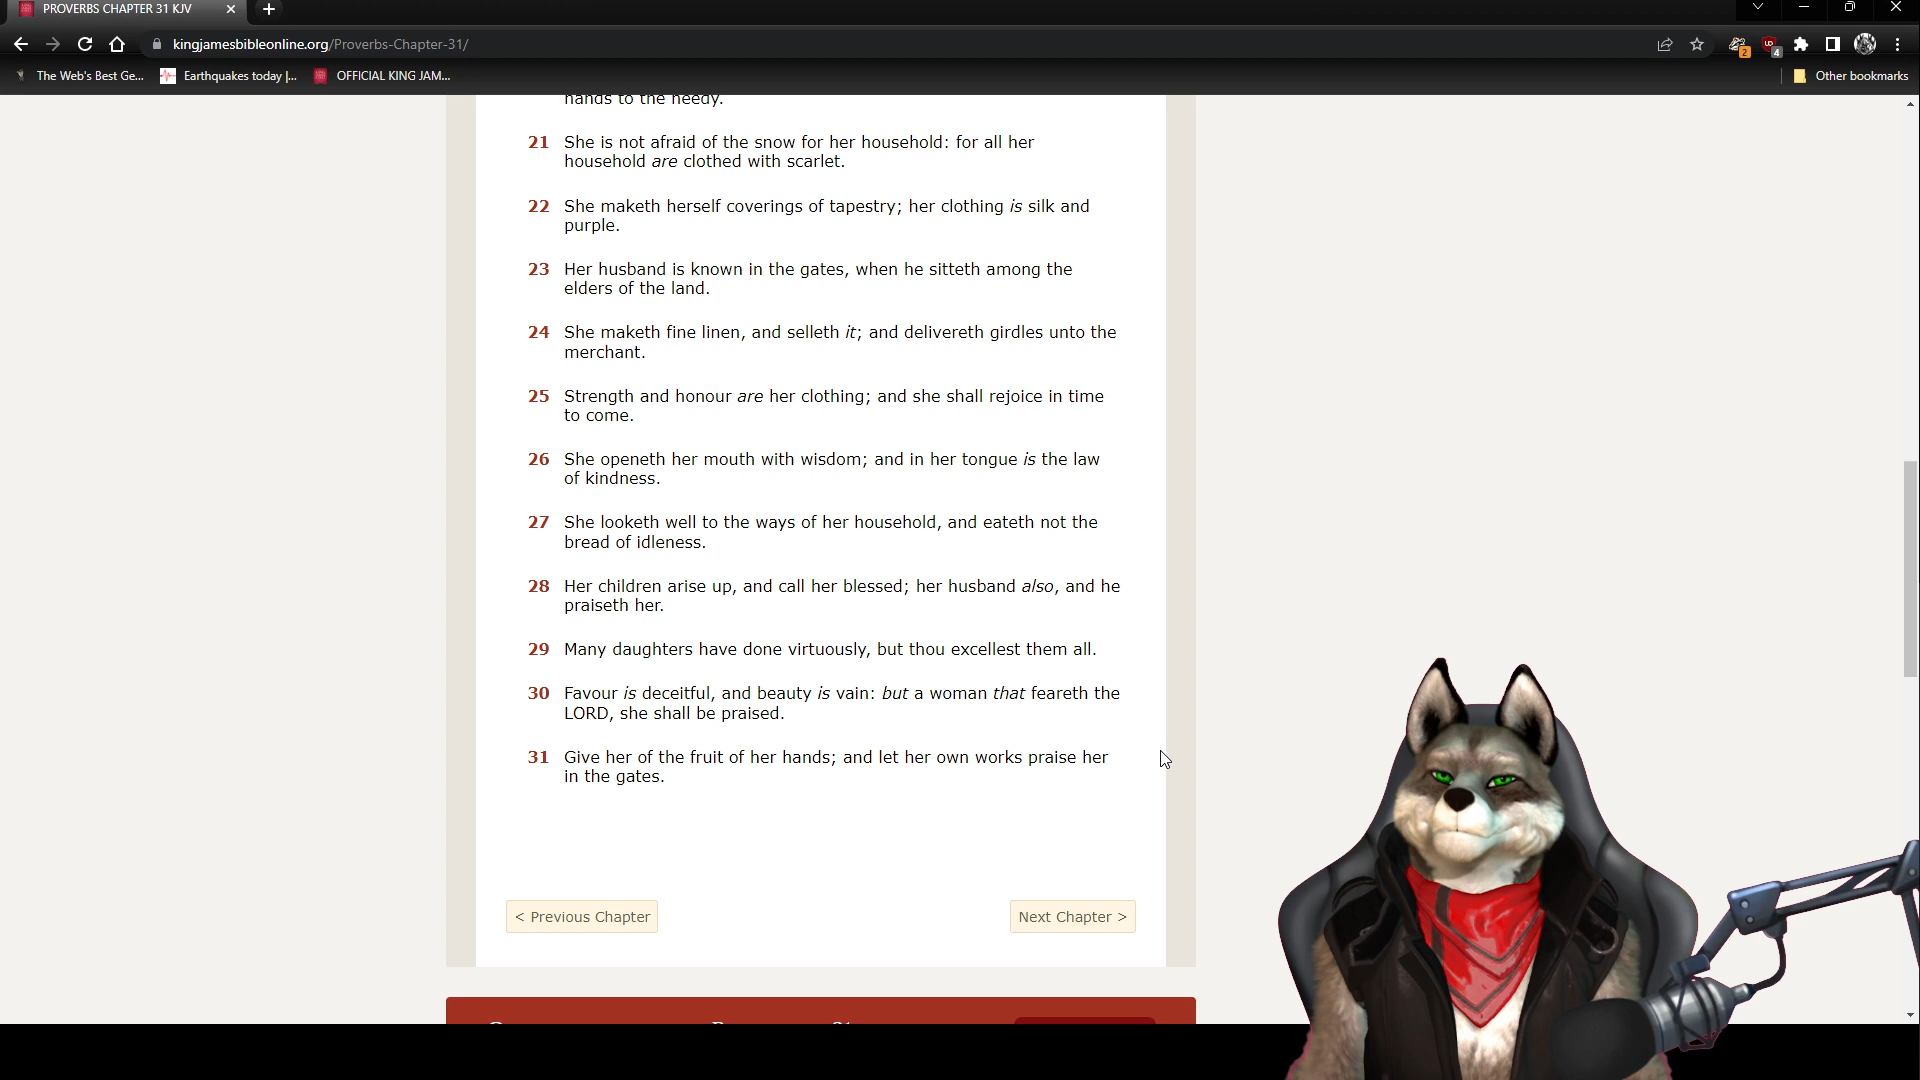 PROVERBS CHAPTER 31 KJV
kingjamesbibleonline.org/Proverbs-Chapter-31/
2
4
The Web's Best Ge...
Earthquakes today |...
OFFICIAL KING JAM...
Other bookmarks
hands to the needy.
21 She is not afraid of the snow for her household: for all her
household are clothed with scarlet.
22 She maketh herself coverings of tapestry; her clothing is silk and
purple.
23 Her husband is known in the gates, when he sitteth among the
elders of the land.
24 She maketh fine linen, and selleth it; and delivereth girdles unto the
merchant.
25 Strength and honour are her clothing; and she shall rejoice in time
to come.
26 She openeth her mouth with wisdom; and in her tongue is the law
of kindness.
27 She looketh well to the ways of her household, and eateth not the
bread of idleness.
28 Her children arise up, and call her blessed; her husband also, and he
praiseth her.
29 Many daughters have done virtuously, but thou excellest them all.
30 Favour is deceitful, and beauty is vain: but a woman that feareth the
LORD, she shall be praised.
31 Give her of the fruit of her hands; and let her own works praise her
in the gates.
< Previous Chapter
Next Chapter >